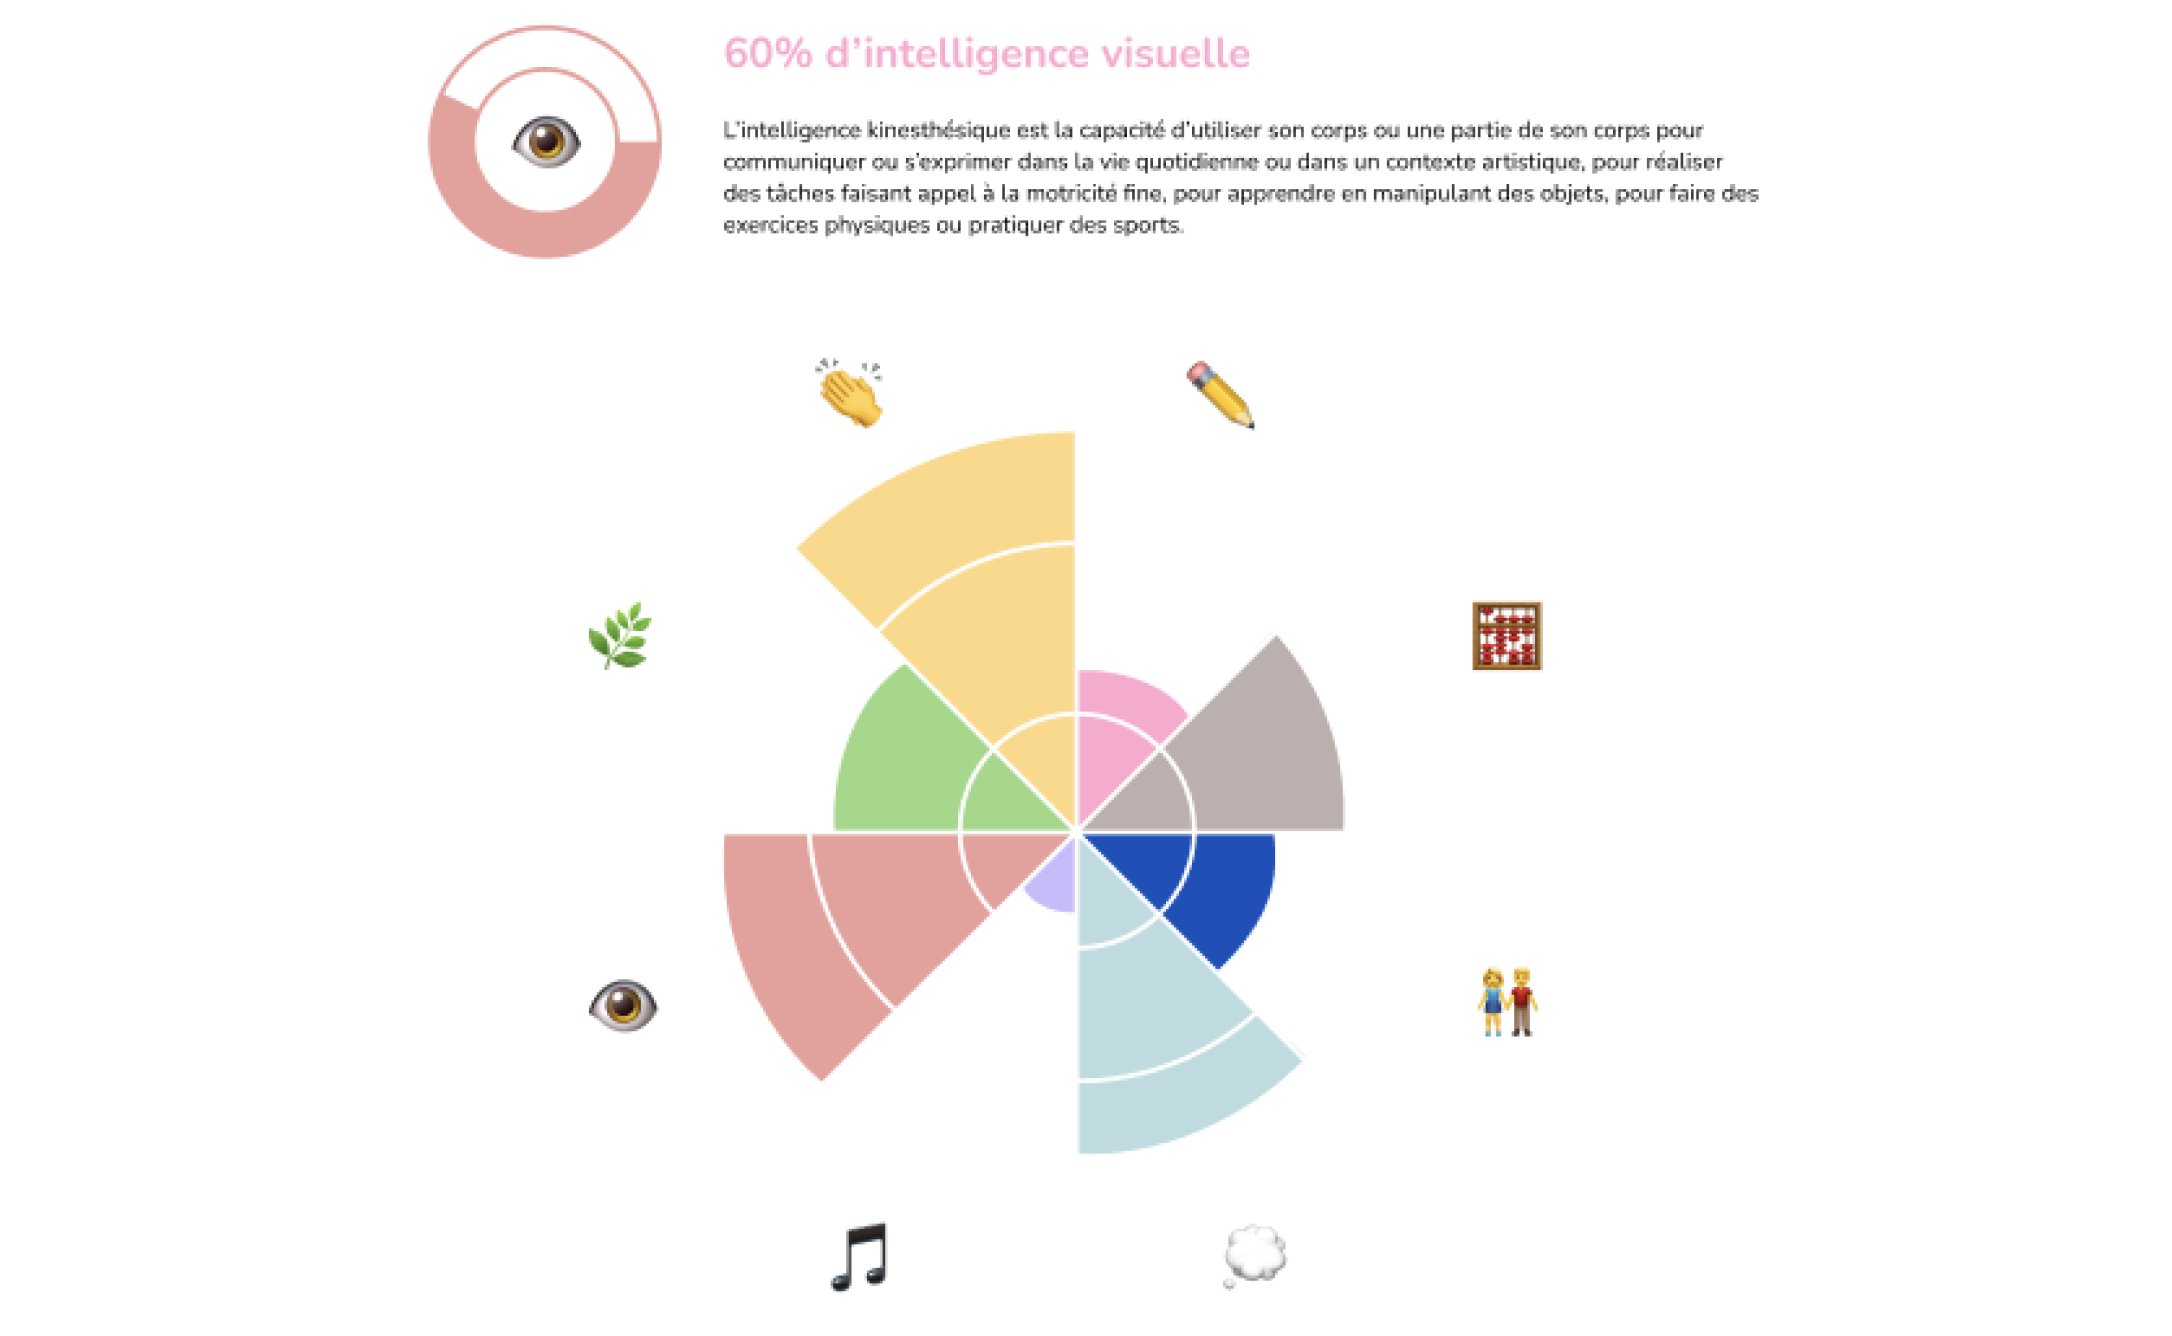 60% d’intelligence visuelle
L’intelligence kinesthésique est la capacité d’utiliser son corps ou une partie de son corps pour
communiquer ou s’exprimer dans la vie quotidienne ou dans un contexte artistique, pour réaliser
des tâches faisant appel à la motricité fine, pour apprendre en manipulant des objets, pour faire des
exercices physiques ou pratiquer des sports.